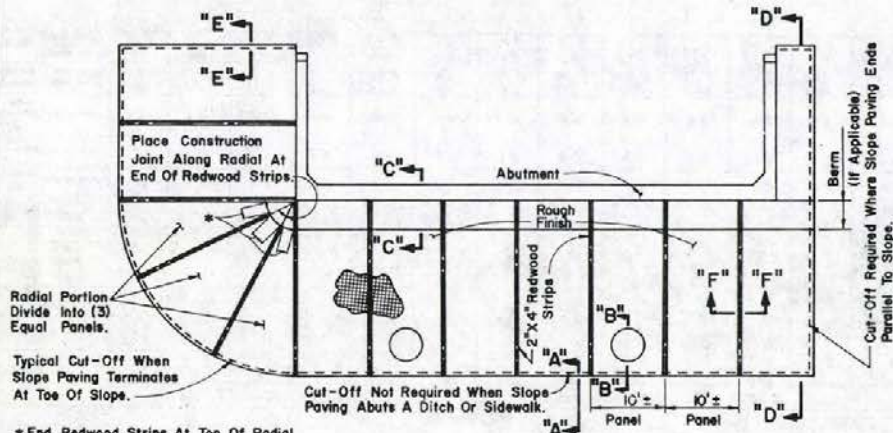 "E"
"E"
"D"
Place Construction
Joint Along Radial At
End Of Redwood Strips.
"C"
Abutment
"C"
Rough
Finish
Berm
(If Applicable)
Cut-Off Required Where Slope Paving Ends
Parallel To Slope.
*
Radial Portion
Divide Into (3)
Equal Panels.
2"X4" Redwood
Strips
"F"
"F"
"B"
"A"
"B"
Typical Cut-Off When
Slope Paving Terminates
At Toe Of Slope.
Cut-Off Not Required When Slope
Paving Abuts A Ditch Or Sidewalk.
10'±
Panel
10'±
Panel
"D"
"A"
*End Redwood Strips At Top Of Radial